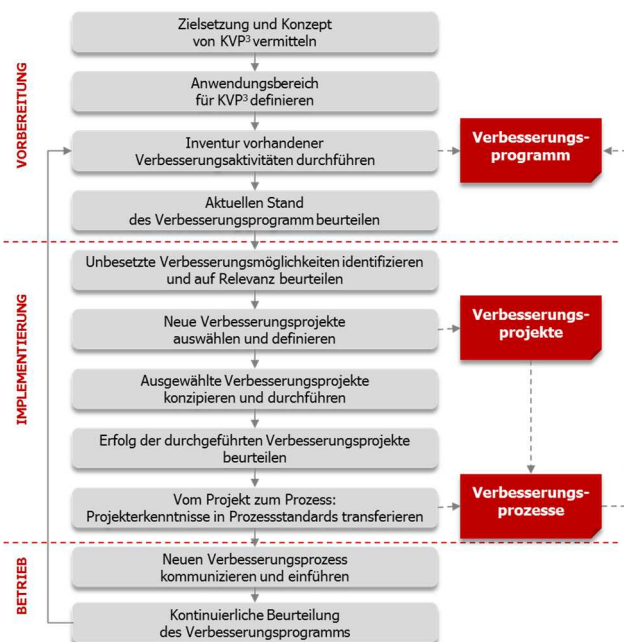 VORBEREITUNG
Zielsetzung und Konzept
von KVP³ vermitteln
Anwendungsbereich
für KVP³ definieren
Inventur vorhandener
Verbesserungsaktivitäten durchführen
Verbesserungs-
programm
Aktuellen Stand
des Verbesserungsprogramm beurteilen
IMPLEMENTIERUNG
Unbesetzte Verbesserungsmöglichkeiten identifizieren
und auf Relevanz beurteilen
Neue Verbesserungsprojekte
auswählen und definieren
Verbesserungs-
projekte
Ausgewählte Verbesserungsprojekte
konzipieren und durchführen
Erfolg der durchgeführten Verbesserungsprojekte
beurteilen
Vom Projekt zum Prozess:
Projekterkenntnisse in Prozessstandards transferieren
Verbesserungs-
prozesse
BETRIEB
Neuen Verbesserungsprozess
kommunizieren und einführen
Kontinuierliche Beurteilung
des Verbesserungsprogramms